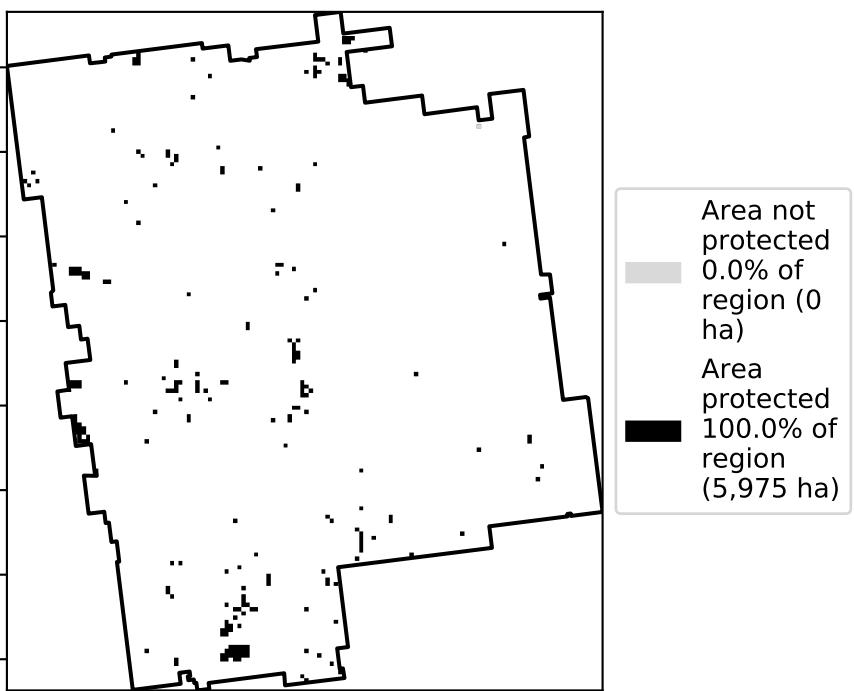 Area not
protected
0.0% of
region (0
ha)
Area
protected
100.0% of
region
(5,975 ha)